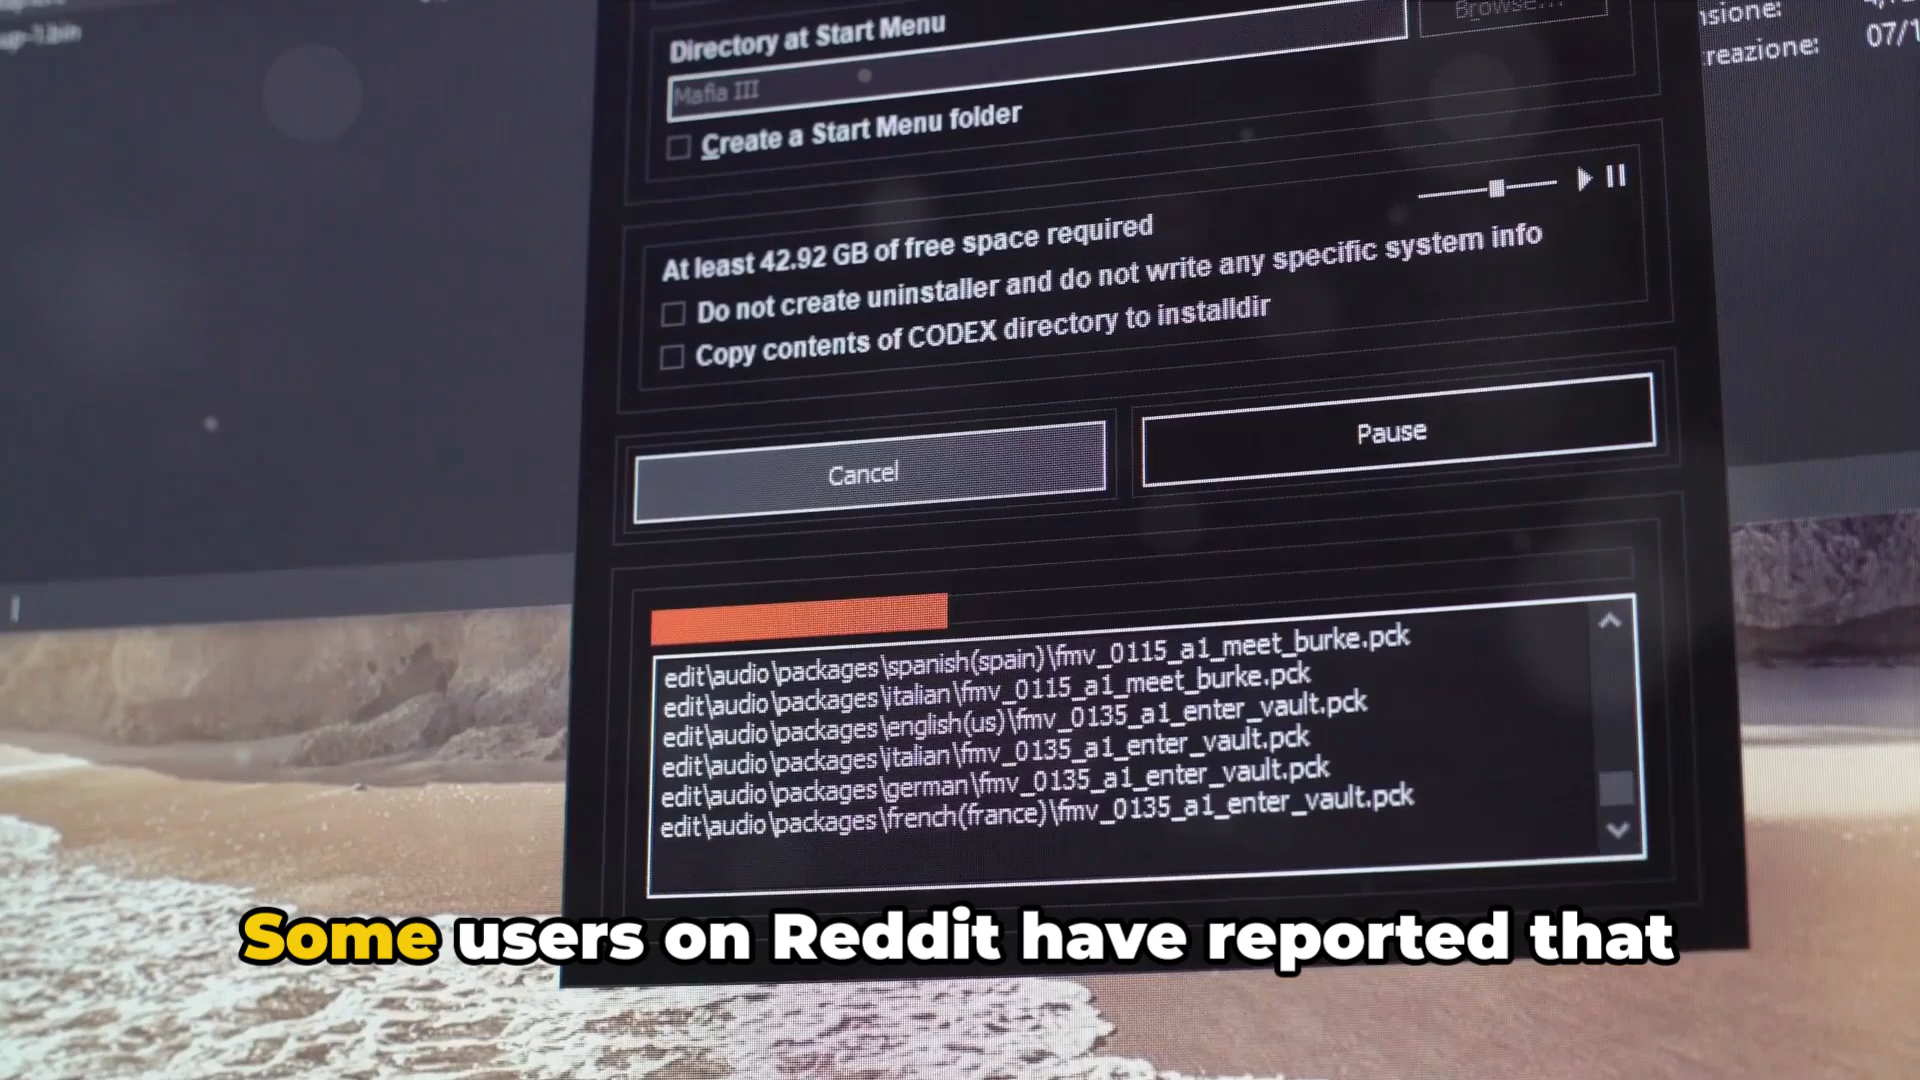 Directory at Start Menu
Browse...
Mafia III
Create a Start Menu folder
reazione:
07/1
At least 42.92 GB of free space required
Do not create uninstaller and do not write any specific system info
Copy contents of CODEX directory to installdir
Cancel
Pause
edit\audio\packages\spanish(spain)\fmv_0115_a1_meet_burke.pck
edit\audio\packages\italian\fmv_0115_a1_meet_burke.pck
edit\audio\packages\english(us)\fmv_0135_a1_enter_vault.pck
edit\audio\packages\italian\fmv_0135_a1_enter_vault.pck
edit\audio\packages\german\fmv_0135_a1_enter_vault.pck
edit\audio\packages\french(france)\fmv_0135_a1_enter_vault.pck
Some users on Reddit have reported that